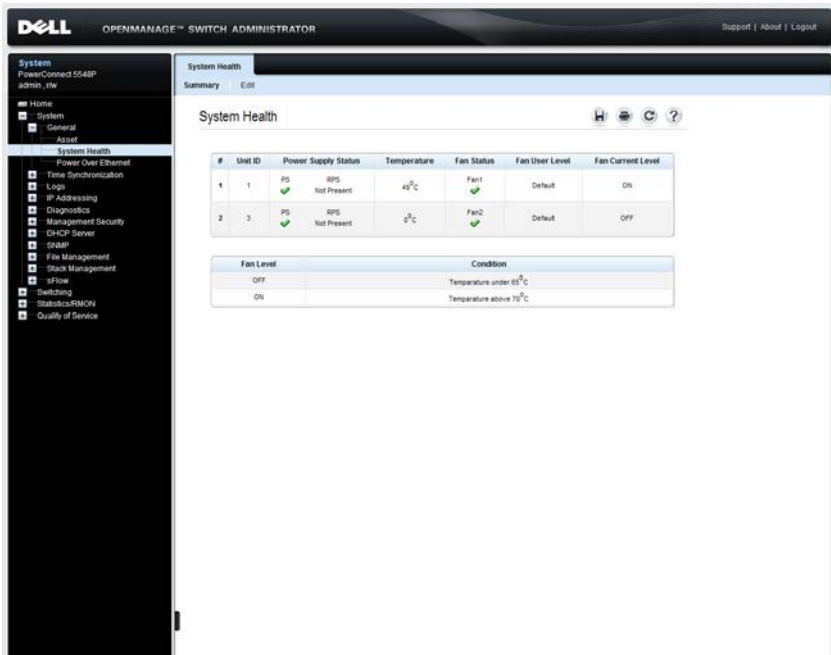 DELL OPENMANAGE™ SWITCH ADMINISTRATOR Support | About | Logout
System
PowerConnect 5548P
admin , r/w
Home
System
General
Asset
System Health
Power Over Ethernet
Time Synchronization
Logs
IP Addressing
Diagnostics
Management Security
DHCP Server
SNMP
File Management
Stack Management
sFlow
Switching
Statistics/RMON
Quality of Service
System Health
Summary Edit
System Health
# Unit ID Power Supply Status Temperature Fan Status Fan User Level Fan Current Level
1 1 PS RPS Not Present 49⁰C Fan1 Default ON
2 3 PS RPS Not Present 0⁰C Fan2 Default OFF
Fan Level Condition
OFF Temparature under 65⁰C
ON Temparature above 70⁰C